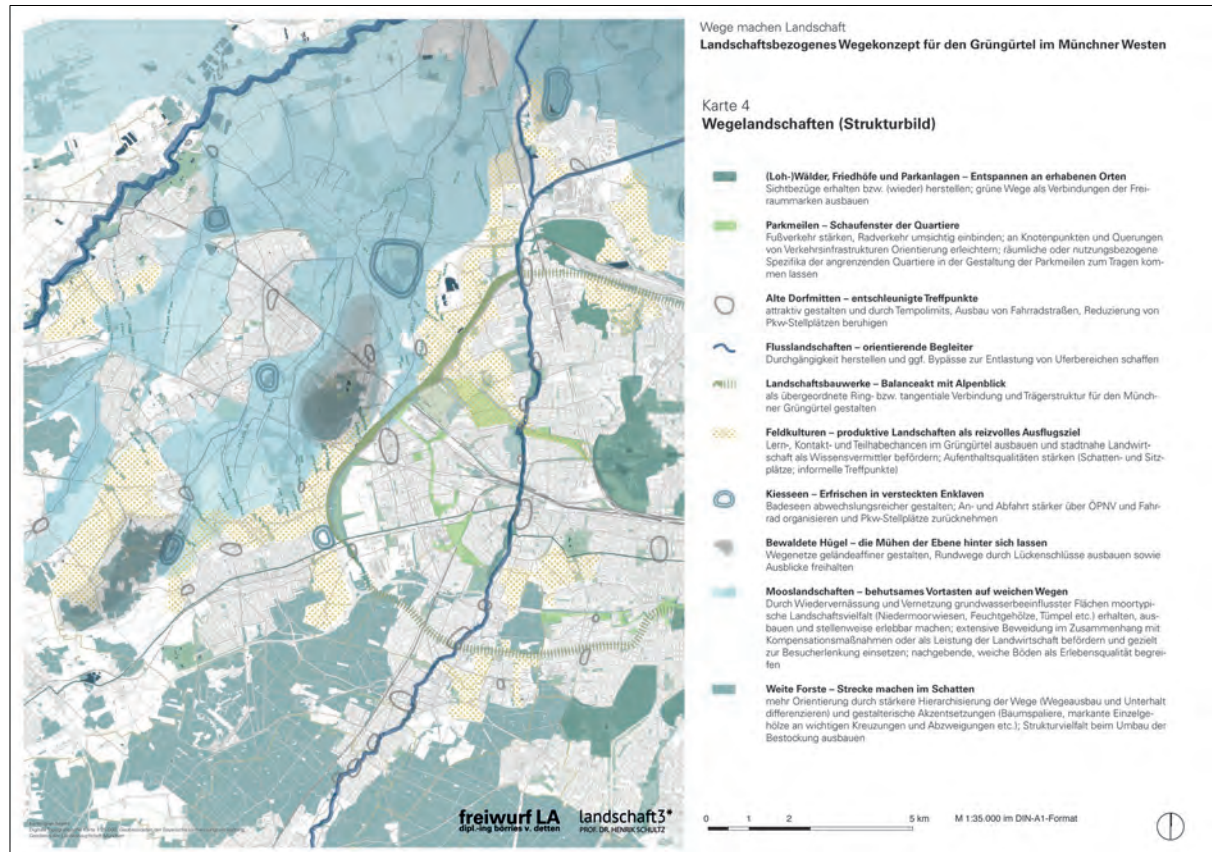 Wege machen Landschaft
Landschaftsbezogenes Wegekonzept für den Grüngürtel im Münchner Westen
Karte 4
Wegelandschaften (Strukturbild)
(Loh-)Wälder, Friedhöfe und Parkanlagen – Entspannen an erhabenen Orten
Sichtbezüge erhalten bzw. (wieder) herstellen; grüne Wege als Verbindungen der Frei-
raummarken ausbauen
Parkmeilen – Schaufenster der Quartiere
Fußverkehr stärken, Radverkehr umsichtig einbinden; an Knotenpunkten und Querungen
von Verkehrsinfrastrukturen Orientierung erleichtern; räumliche oder nutzungsbezogene
Spezifika der angrenzenden Quartiere in der Gestaltung der Parkmeilen zum Tragen kom-
men lassen
Alte Dorfmitten – entschleunigte Treffpunkte
attraktiv gestalten und durch Tempolimits, Ausbau von Fahrradstraßen, Reduzierung von
Pkw-Stellplätzen beruhigen
Flusslandschaften – orientierende Begleiter
Durchgängigkeit herstellen und ggf. Bypässe zur Entlastung von Uferbereichen schaffen
Landschaftsbauwerke – Balanceakt mit Alpenblick
als übergeordnete Ring- bzw. tangentiale Verbindung und Trägerstruktur für den Münch-
ner Grüngürtel gestalten
Feldkulturen – produktive Landschaften als reizvolles Ausflugsziel
Lern-, Kontakt- und Teilhabechancen im Grüngürtel ausbauen und stadtnahe Landwirt-
schaft als Wissensvermittler befördern; Aufenthaltsqualitäten stärken (Schatten- und Sitz-
plätze; informelle Treffpunkte)
Kiesseen – Erfrischen in versteckten Enklaven
Badeseen abwechslungsreicher gestalten; An- und Abfahrt stärker über ÖPNV und Fahr-
rad organisieren und Pkw-Stellplätze zurücknehmen
Bewaldete Hügel – die Mühen der Ebene hinter sich lassen
Wegenetze geländeaffiner gestalten, Rundwege durch Lückenschlüsse ausbauen sowie
Ausblicke freihalten
Mooslandschaften – behutsames Vortasten auf weichen Wegen
Durch Wiedervernässung und Vernetzung grundwasserbeeinflusster Flächen moortypi-
sche Landschaftsvielfalt (Niedermoorwiesen, Feuchtgehölze, Tümpel etc.) erhalten, aus-
bauen und stellenweise erlebbar machen; extensive Beweidung im Zusammenhang mit
Kompensationsmaßnahmen oder als Leistung der Landwirtschaft befördern und gezielt
zur Besucherlenkung einsetzen; nachgebende, weiche Böden als Erlebensqualität begrei-
fen
Weite Forste – Strecke machen im Schatten
mehr Orientierung durch stärkere Hierarchisierung der Wege (Wegeausbau und Unterhalt
differenzieren) und gestalterische Akzentsetzungen (Baumspaliere, markante Einzelge-
hölze an wichtigen Kreuzungen und Abzweigungen etc.); Strukturvielfalt beim Umbau der
Bestockung ausbauen
freiwurf LA
dipl.-ing börries v. detten
landschaft3*
PROF. DR. HENRIK SCHULTZ
0 1 2 5 km
M 1:35.000 im DIN-A1-Format